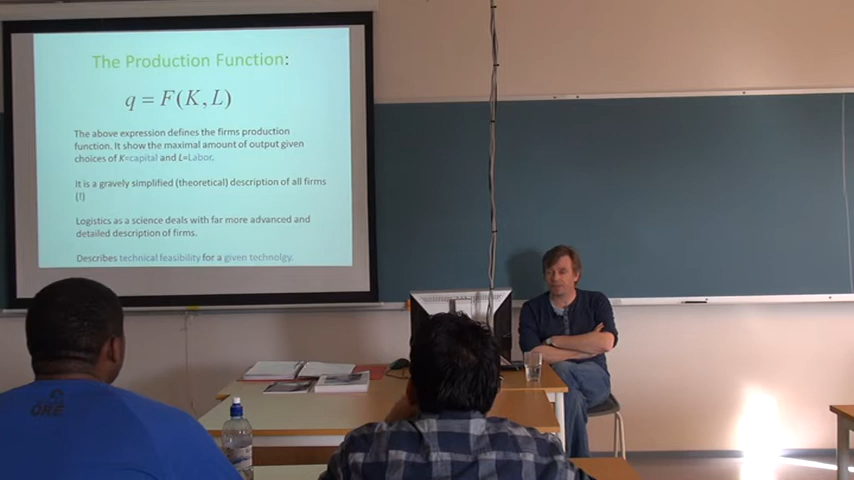 The Production Function:
q = F(K, L)
The above expression defines the firms production
function. It show the maximal amount of output given
choices of K=capital and L=Labor.
It is a gravely simplified (theoretical) description of all firms
(!)
Logistics as a science deals with far more advanced and
detailed description of firms.
Describes technical feasibility for a given technolgy.
CRE